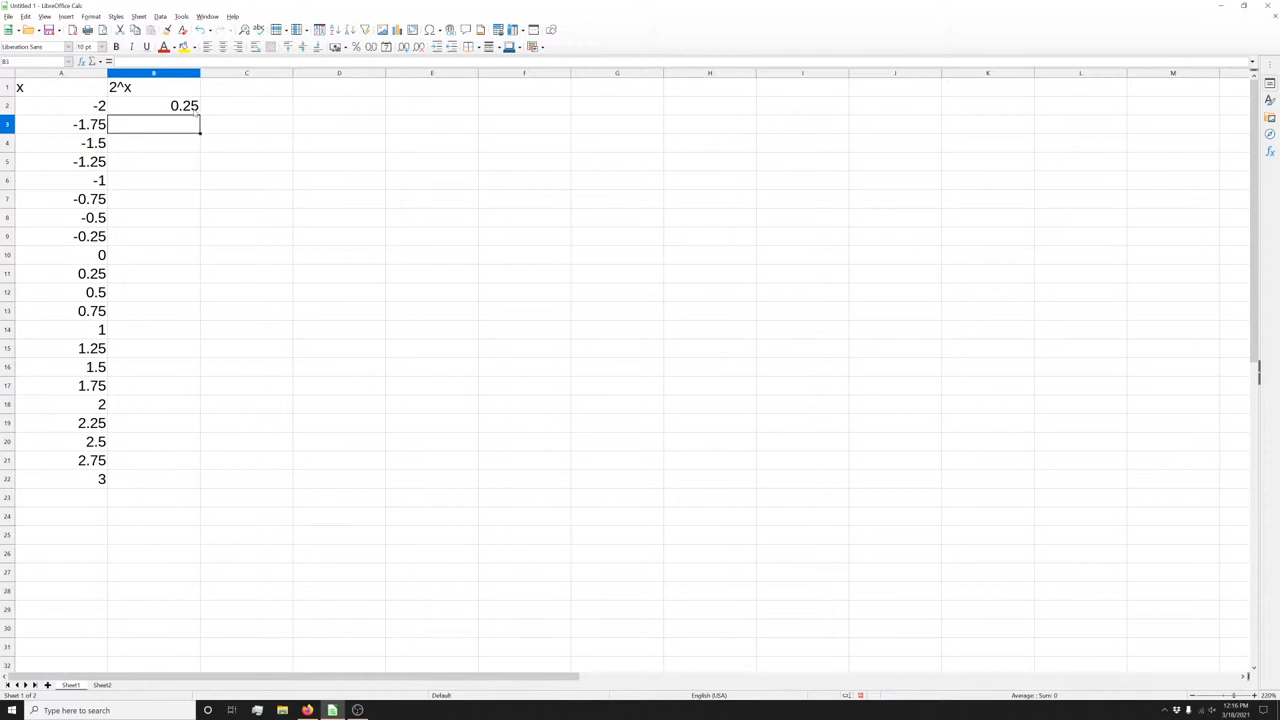 Untitled 1 - LibreOffice Calc
File Edit View Insert Format Styles Sheet Data Tools Window Help
Liberation Sans 10 pt
B3
A B C D E F G H I J K L M
1 x 2^x
2 -2 0.25
3 -1.75
4 -1.5
5 -1.25
6 -1
7 -0.75
8 -0.5
9 -0.25
10 0
11 0.25
12 0.5
13 0.75
14 1
15 1.25
16 1.5
17 1.75
18 2
19 2.25
20 2.5
21 2.75
22 3
23
24
25
26
27
28
29
30
31
32
Sheet1 Sheet2
Sheet 1 of 2 Default English (USA) Average: ; Sum: 0 220%
Type here to search
12:16 PM
3/18/2021